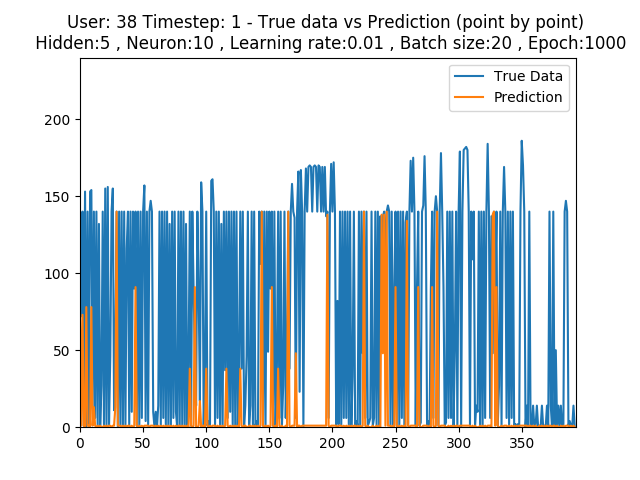 User: 38 Timestep: 1 - True data vs Prediction (point by point)
Hidden:5 , Neuron:10 , Learning rate:0.01 , Batch size:20 , Epoch:1000
True Data
Prediction
200
150
100
50
0
0 50 100 150 200 250 300 350